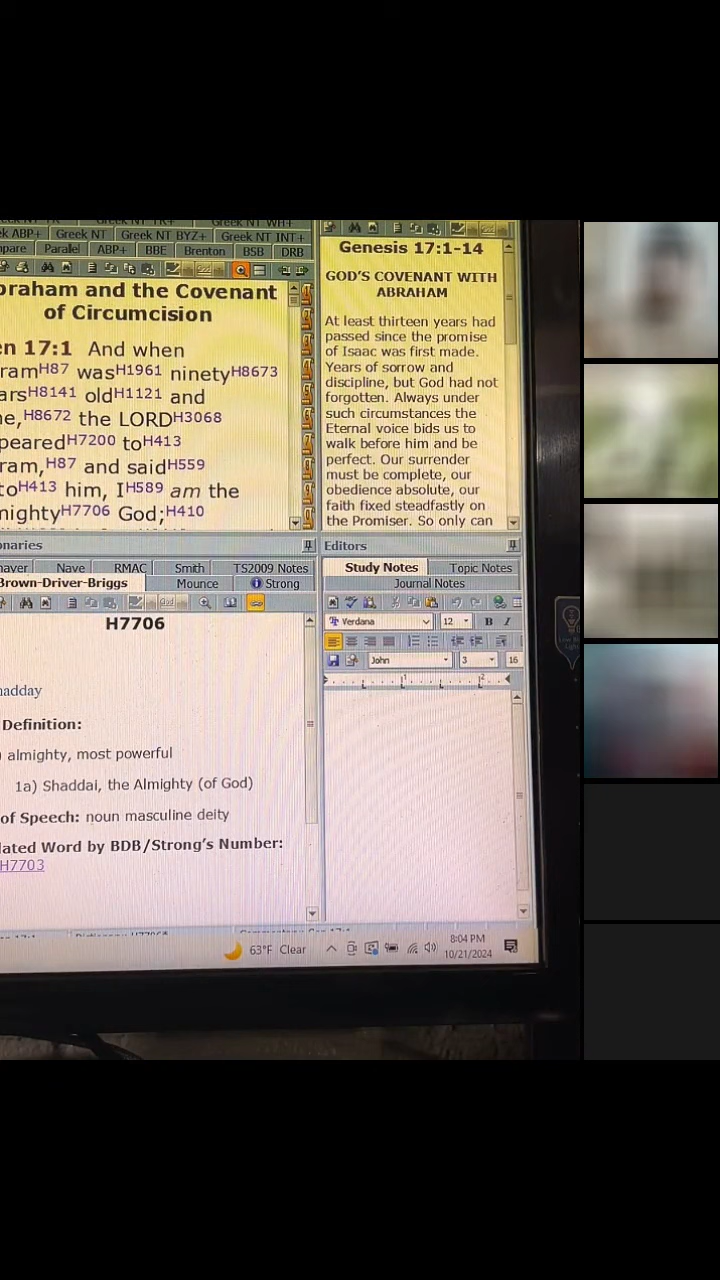 Greek NT INT+
ek ABP+ Greek NT Greek NT BYZ+
mpare Parallel ABP+ BBE Brenton BSB DRB
braham and the Covenant
of Circumcision
en 17:1 And when
ramH87 wasH1961 ninetyH8673
arsH8141 oldH1121 and
ne,H8672 the LORDH3068
pearedH7200 toH413
ram,H87 and saidH559
toH413 him, IH589 am the
mightyH7706 God;H410
Genesis 17:1-14
GOD'S COVENANT WITH
ABRAHAM
At least thirteen years had
passed since the promise
of Isaac was first made.
Years of sorrow and
discipline, but God had not
forgotten. Always under
such circumstances the
Eternal voice bids us to
walk before him and be
perfect. Our surrender
must be complete, our
obedience absolute, our
faith fixed steadfastly on
the Promiser. So only can
onaries
haver Nave RMAC Smith TS2009 Notes
Brown-Driver-Briggs Mounce Strong
H7706
hadday
Definition:
) almighty, most powerful
1a) Shaddai, the Almighty (of God)
of Speech: noun masculine deity
lated Word by BDB/Strong's Number:
H7703
Editors
Study Notes Topic Notes
Journal Notes
Verdana 12 B I
John 3 16
63°F Clear
8:04 PM
10/21/2024